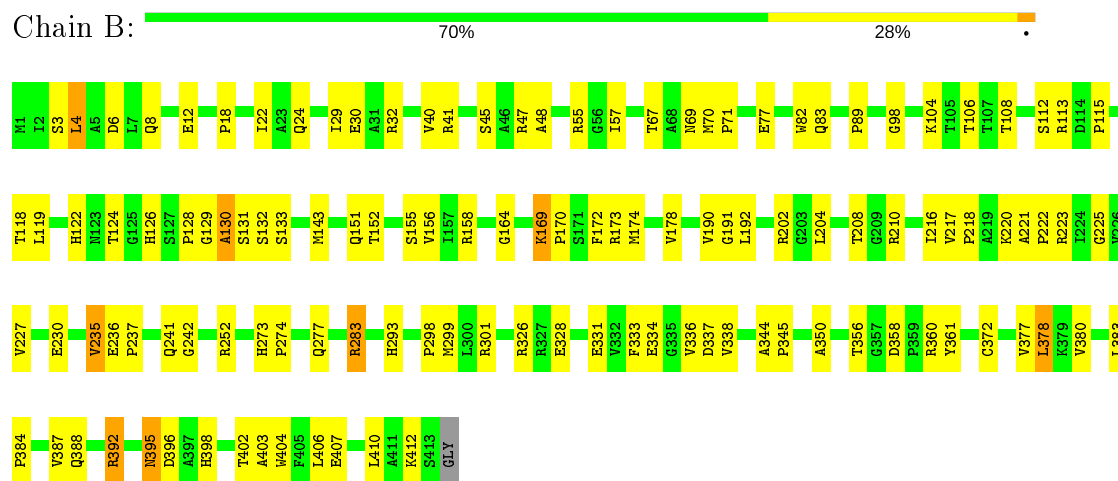 Chain B:
70% 28% •
M1 I2 S3 L4 A5 D6 L7 Q8 E12 P18 I22 A23 Q24 I29 E30 A31 R32 V40 R41 S45 A46 R47 A48 R55 G56 I57 T67 A68 N69 M70 P71 E77 W82 Q83 P89 G98 K104 T105 T106 T107 T108 S112 R113 D114 P115
T118 L119 H122 N123 T124 G125 H126 S127 P128 G129 A130 S131 S132 S133 M143 Q151 T152 S155 V156 I157 R158 G164 K169 P170 S171 F172 R173 M174 V178 V190 G191 L192 R202 G203 L204 T208 G209 R210 I216 V217 P218 A219 K220 A221 P222 R223 I224 G225 V226
V227 E230 V235 E236 P237 Q241 G242 R252 H273 P274 Q277 R283 H293 P298 M299 L300 R301 R326 R327 E328 E331 V332 F333 E334 G335 V336 D337 V338 A344 P345 A350 T356 G357 D358 P359 R360 Y361 C372 V377 L378 K379 V380 L383
P384 V387 Q388 R392 N395 D396 A397 H398 T402 A403 W404 F405 L406 E407 L410 A411 K412 S413 GLY